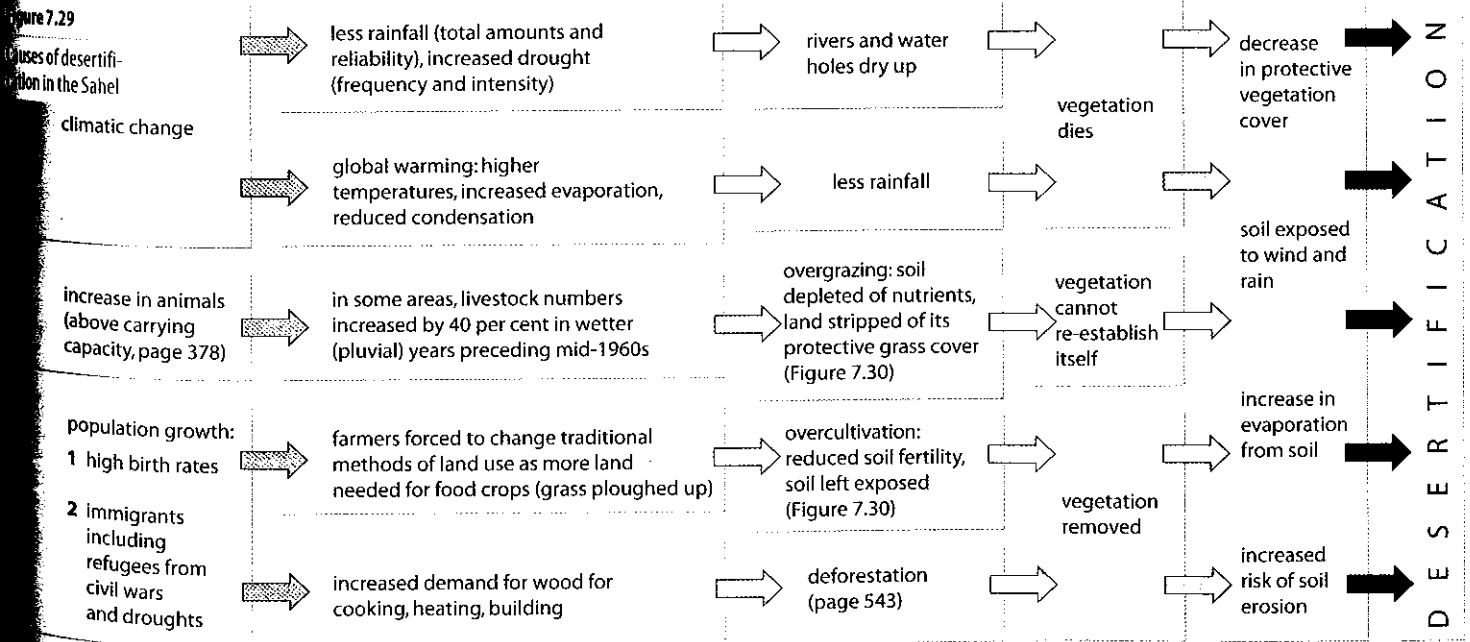 Figure 7.29
Causes of desertifi-
cation in the Sahel
climatic change
less rainfall (total amounts and
reliability), increased drought
(frequency and intensity)
rivers and water
holes dry up
vegetation
dies
decrease
in protective
vegetation
cover
global warming: higher
temperatures, increased evaporation,
reduced condensation
less rainfall
soil exposed
to wind and
rain
increase in animals
(above carrying
capacity, page 378)
in some areas, livestock numbers
increased by 40 per cent in wetter
(pluvial) years preceding mid-1960s
overgrazing: soil
depleted of nutrients,
land stripped of its
protective grass cover
(Figure 7.30)
vegetation
cannot
re-establish
itself
population growth:
1 high birth rates
farmers forced to change traditional
methods of land use as more land
needed for food crops (grass ploughed up)
overcultivation:
reduced soil fertility,
soil left exposed
(Figure 7.30)
increase in
evaporation
from soil
vegetation
removed
2 immigrants
including
refugees from
civil wars
and droughts
increased demand for wood for
cooking, heating, building
deforestation
(page 543)
increased
risk of soil
erosion
DESERTIFICATION